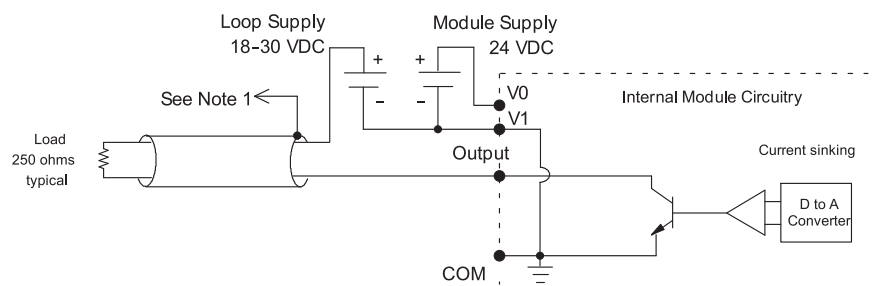 Loop Supply
18-30 VDC
Module Supply
24 VDC
+
+
-
-
See Note 1
V0
V1
Internal Module Circuitry
Load
250 ohms
typical
Output
Current sinking
D to A
Converter
COM